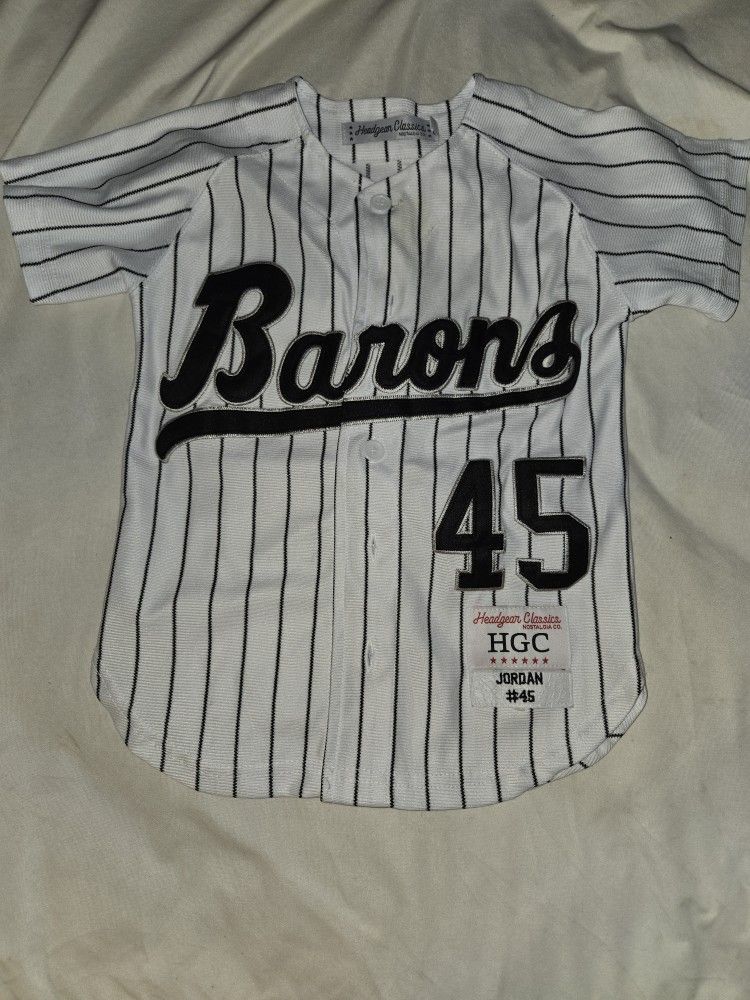 Headgear Classics
NOSTALGIA CO.
Barons
45
Headgear Classics
NOSTALGIA CO.
HGC
JORDAN
#45